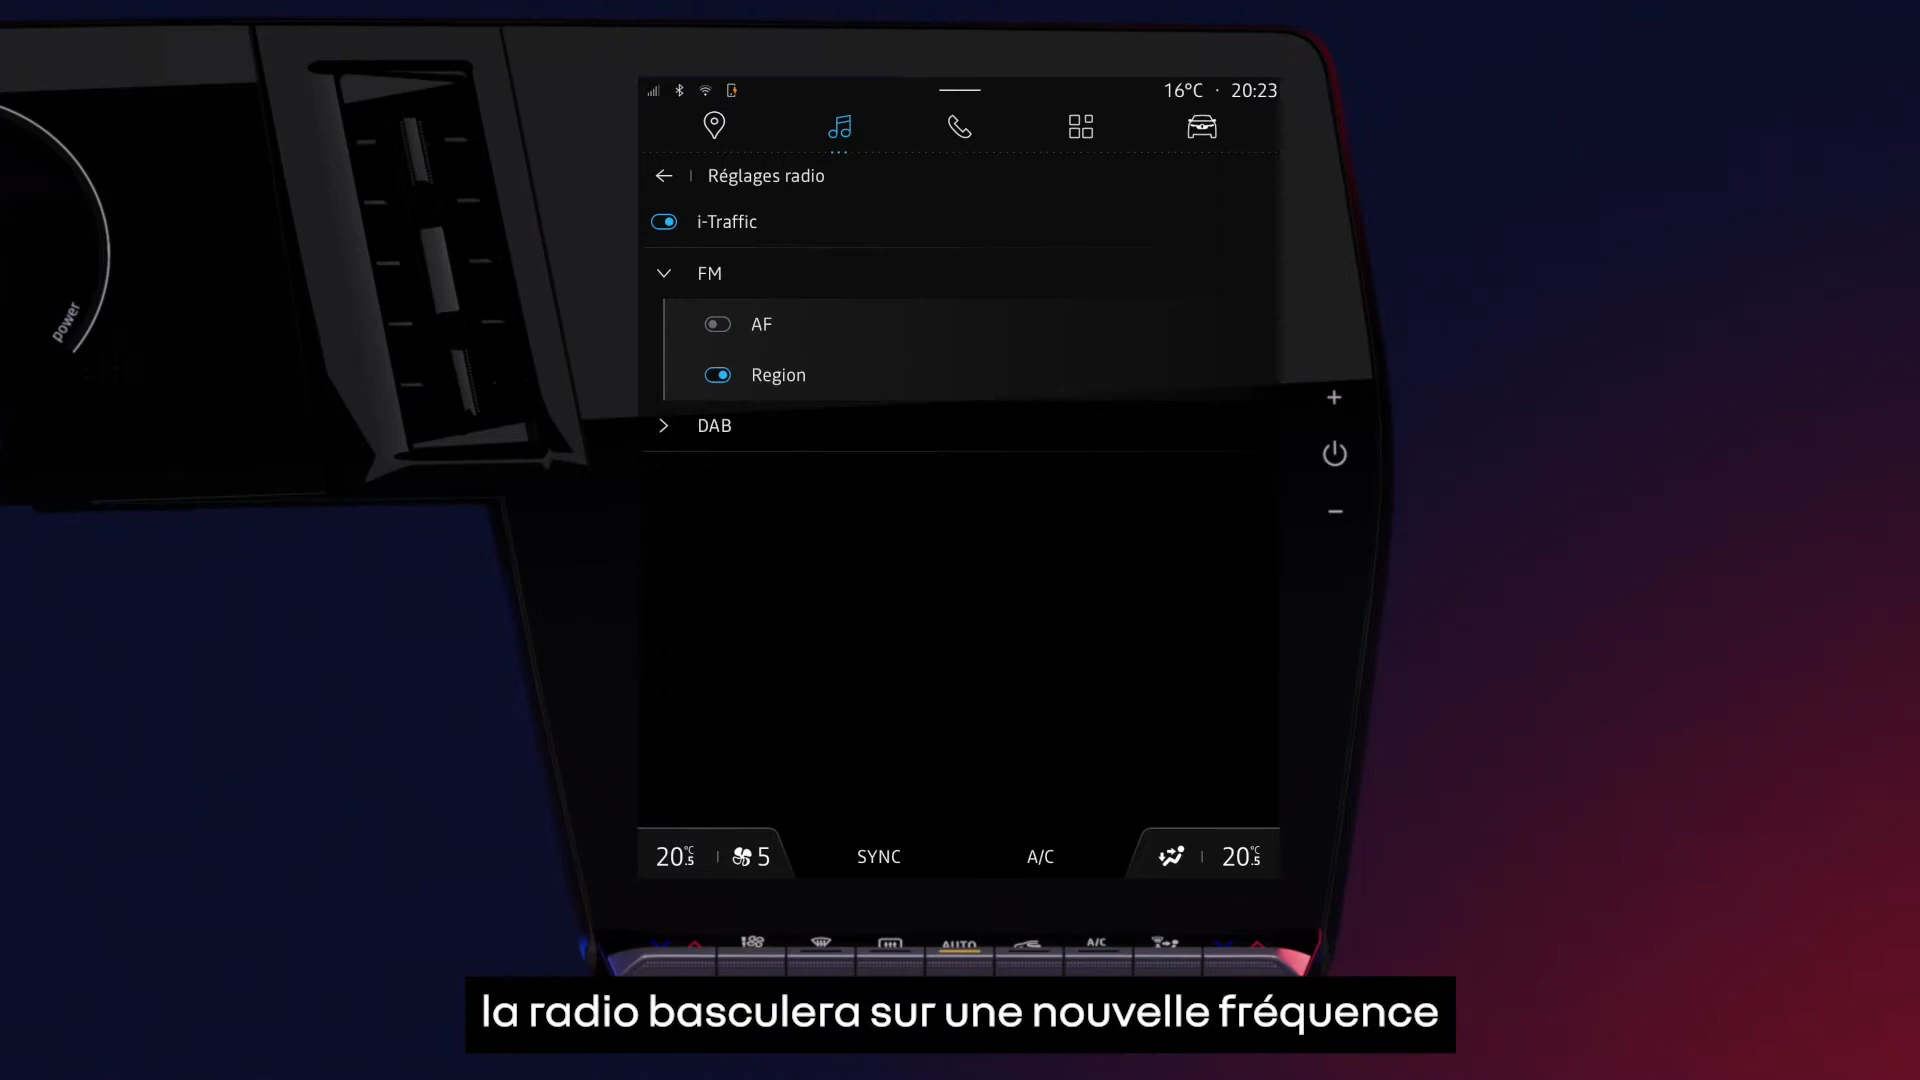 16°C · 20:23
Réglages radio
i-Traffic
FM
AF
Region
DAB
power
20°C.5
5
SYNC
A/C
20°C.5
AUTO
A/C
la radio basculera sur une nouvelle fréquence